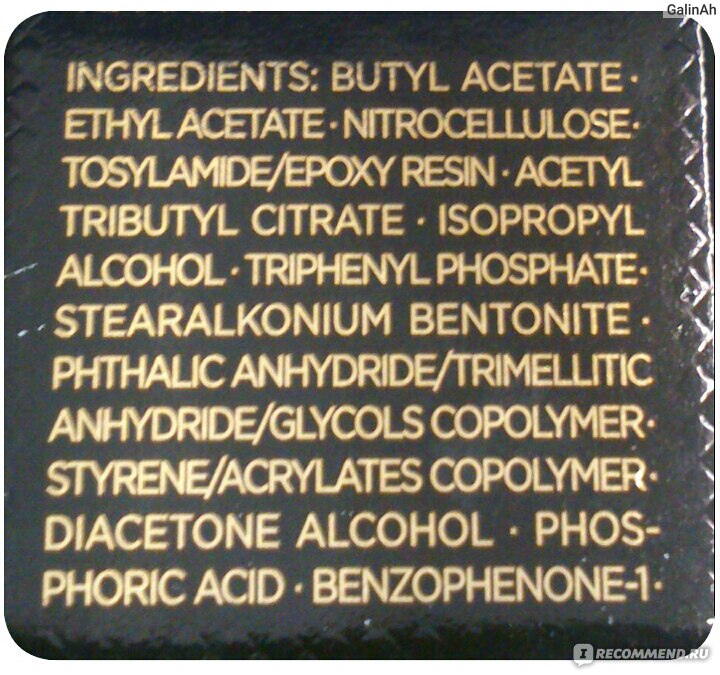 GalinAh
INGREDIENTS: BUTYL ACETATE ·
ETHYL ACETATE · NITROCELLULOSE ·
TOSYLAMIDE/EPOXY RESIN · ACETYL
TRIBUTYL CITRATE · ISOPROPYL
ALCOHOL · TRIPHENYL PHOSPHATE ·
STEARALKONIUM BENTONITE ·
PHTHALIC ANHYDRIDE/TRIMELLITIC
ANHYDRIDE/GLYCOLS COPOLYMER ·
STYRENE/ACRYLATES COPOLYMER ·
DIACETONE ALCOHOL · PHOS-
PHORIC ACID · BENZOPHENONE-1 ·
I RECOMMEND.RU